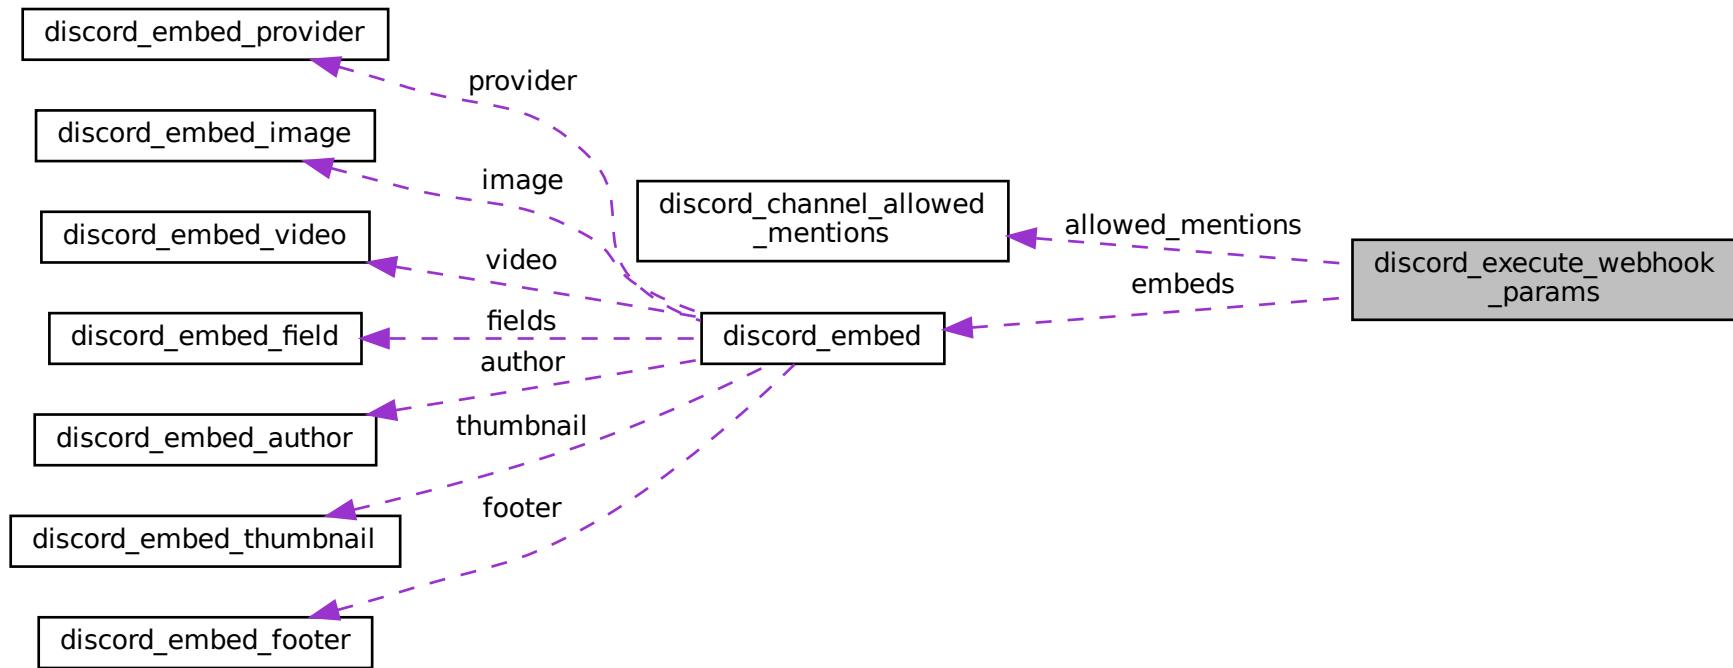 discord_embed_provider
provider
discord_embed_image
image
discord_channel_allowed
_mentions
allowed_mentions
discord_embed_video
video
discord_execute_webhook
_params
embeds
fields
discord_embed_field
discord_embed
author
discord_embed_author
thumbnail
footer
discord_embed_thumbnail
discord_embed_footer